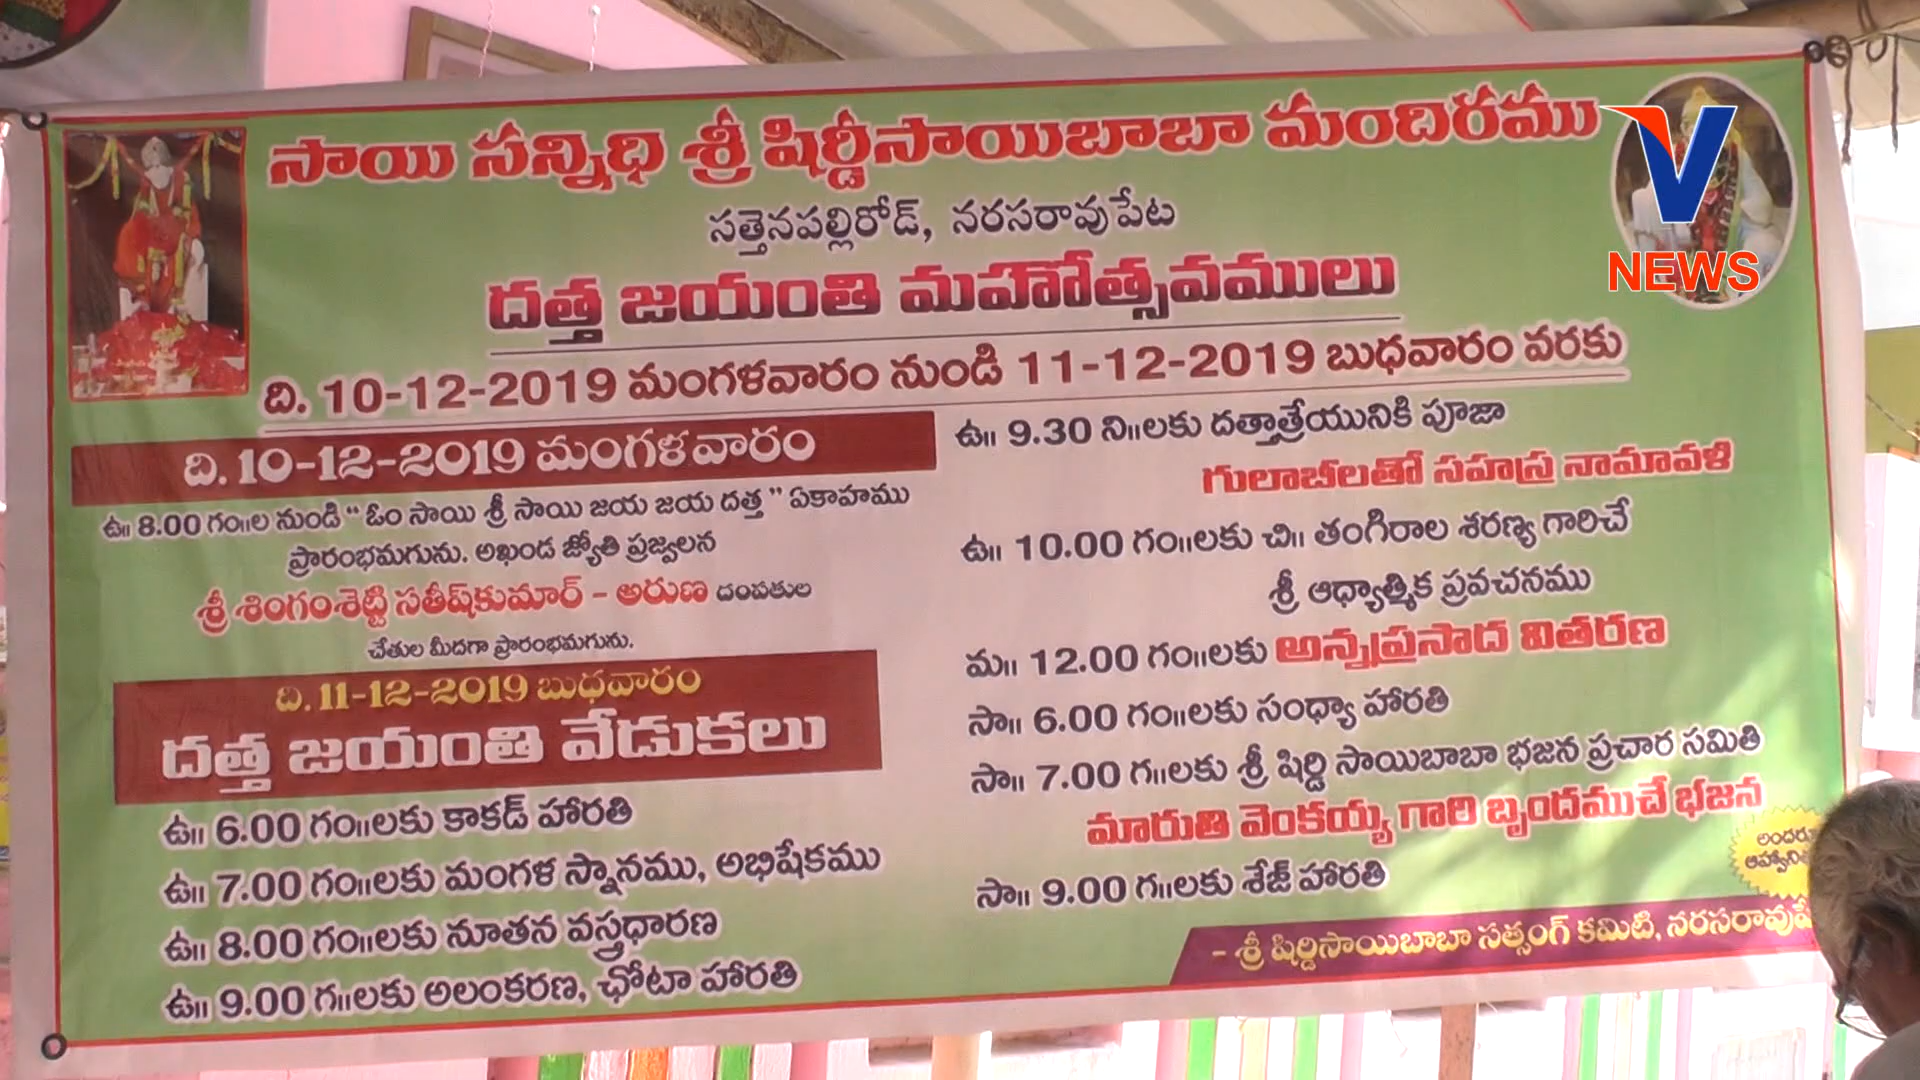 సాయి సన్నిధి శ్రీ షిర్డీసాయిబాబా మందిరము
సత్తెనపల్లిరోడ్, నరసరావుపేట
దత్త జయంతి మహోత్సవములు
ది. 10-12-2019 మంగళవారం నుండి 11-12-2019 బుధవారం వరకు
ది. 10-12-2019 మంగళవారం
ఉ॥ 8.00 గం॥ల నుండి " ఓం సాయి శ్రీ సాయి జయ జయ దత్త " ఏకాహము
ప్రారంభమగును. అఖండ జ్యోతి ప్రజ్వలన
శ్రీ శింగంశెట్టి సతీష్‌కుమార్ - అరుణ దంపతుల
చేతుల మీదగా ప్రారంభమగును.
ది. 11-12-2019 బుధవారం
దత్త జయంతి వేడుకలు
ఉ॥ 6.00 గం॥లకు కాకడ్ హారతి
ఉ॥ 7.00 గం॥లకు మంగళ స్నానము, అభిషేకము
ఉ॥ 8.00 గం॥లకు నూతన వస్త్రధారణ
ఉ॥ 9.00 గ॥లకు అలంకరణ, ఛోటా హారతి
ఉ॥ 9.30 ని॥లకు దత్తాత్రేయునికి పూజా
గులాబీలతో సహస్ర నామావళి
ఉ॥ 10.00 గం॥లకు చి॥ తంగిరాల శరణ్య గారిచే
శ్రీ ఆధ్యాత్మిక ప్రవచనము
మ॥ 12.00 గం॥లకు అన్నప్రసాద వితరణ
సా॥ 6.00 గం॥లకు సంధ్యా హారతి
సా॥ 7.00 గ॥లకు శ్రీ షిర్డి సాయిబాబా భజన ప్రచార సమితి
మారుతి వెంకయ్య గారి బృందముచే భజన
సా॥ 9.00 గ॥లకు శేజ్ హారతి
- శ్రీ షిర్డిసాయిబాబా సత్సంగ్ కమిటి,
V
NEWS